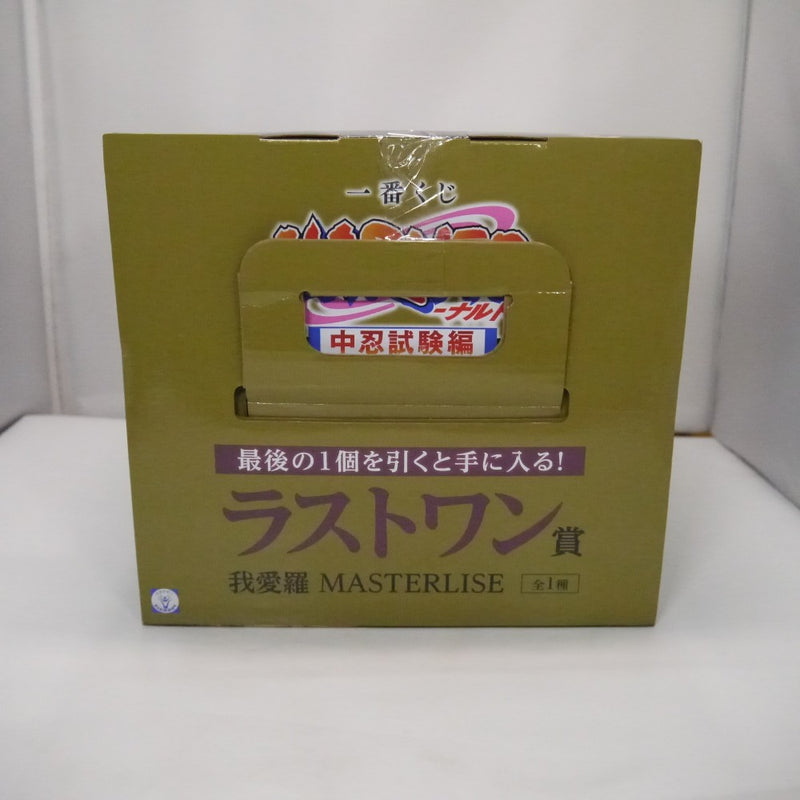 一番くじ
ーナルト
中忍試験編
最後の1個を引くと手に入る!
ラストワン賞
我愛羅 MASTERLISE 全1種